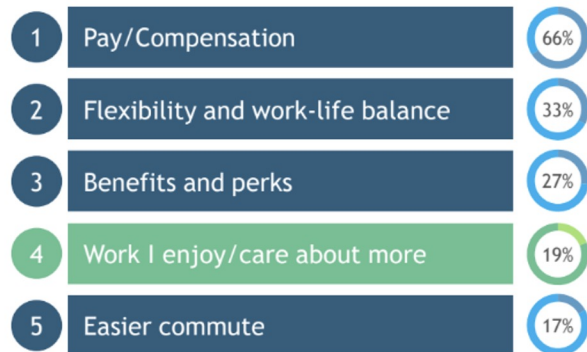 1 Pay/Compensation 66%
2 Flexibility and work-life balance 33%
3 Benefits and perks 27%
4 Work I enjoy/care about more 19%
5 Easier commute 17%